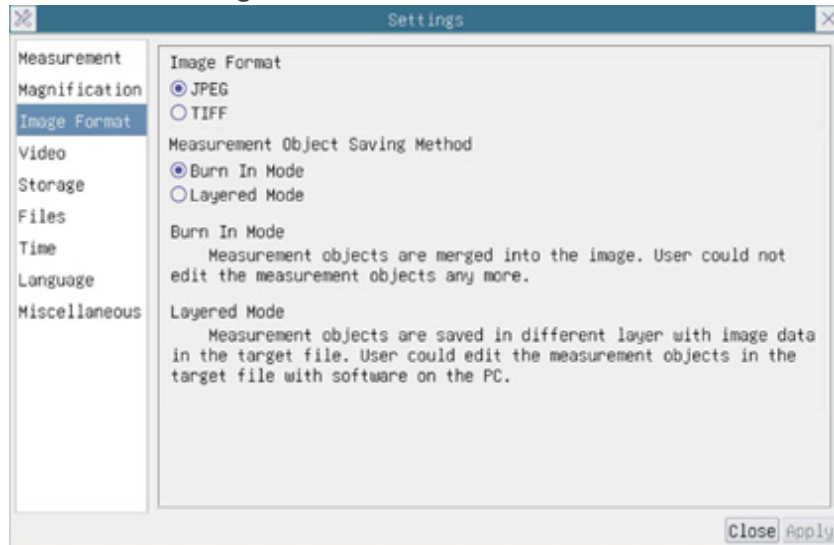 Settings
Measurement
Magnification
Image Format
Video
Storage
Files
Time
Language
Miscellaneous
Image Format
JPEG
TIFF
Measurement Object Saving Method
Burn In Mode
Layered Mode
Burn In Mode
Measurement objects are merged into the image. User could not
edit the measurement objects any more.
Layered Mode
Measurement objects are saved in different layer with image data
in the target file. User could edit the measurement objects in the
target file with software on the PC.
Close Apply